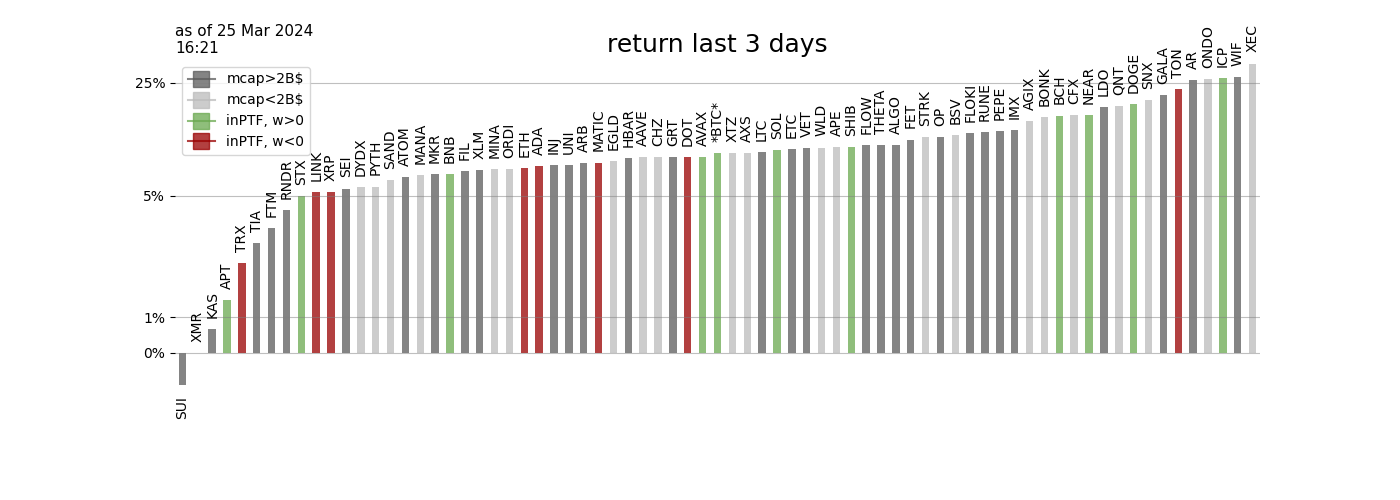 as of 25 Mar 2024
16:21
return last 3 days
mcap>2B$
mcap<2B$
inPTF, w>0
inPTF, w<0
25%
5%
1%
0%
SUI
XMR
KAS
APT
TRX
TIA
FTM
RNDR
STX
LINK
XRP
SEI
DYDX
PYTH
SAND
ATOM
MANA
MKR
BNB
FIL
XLM
MINA
ORDI
ETH
ADA
INJ
UNI
ARB
MATIC
EGLD
HBAR
AAVE
CHZ
GRT
DOT
AVAX
*BTC*
XTZ
AXS
LTC
SOL
ETC
VET
WLD
APE
SHIB
FLOW
THETA
ALGO
FET
STRK
OP
BSV
FLOKI
RUNE
PEPE
IMX
AGIX
BONK
BCH
CFX
NEAR
LDO
QNT
DOGE
SNX
GALA
TON
AR
ONDO
ICP
WIF
XEC